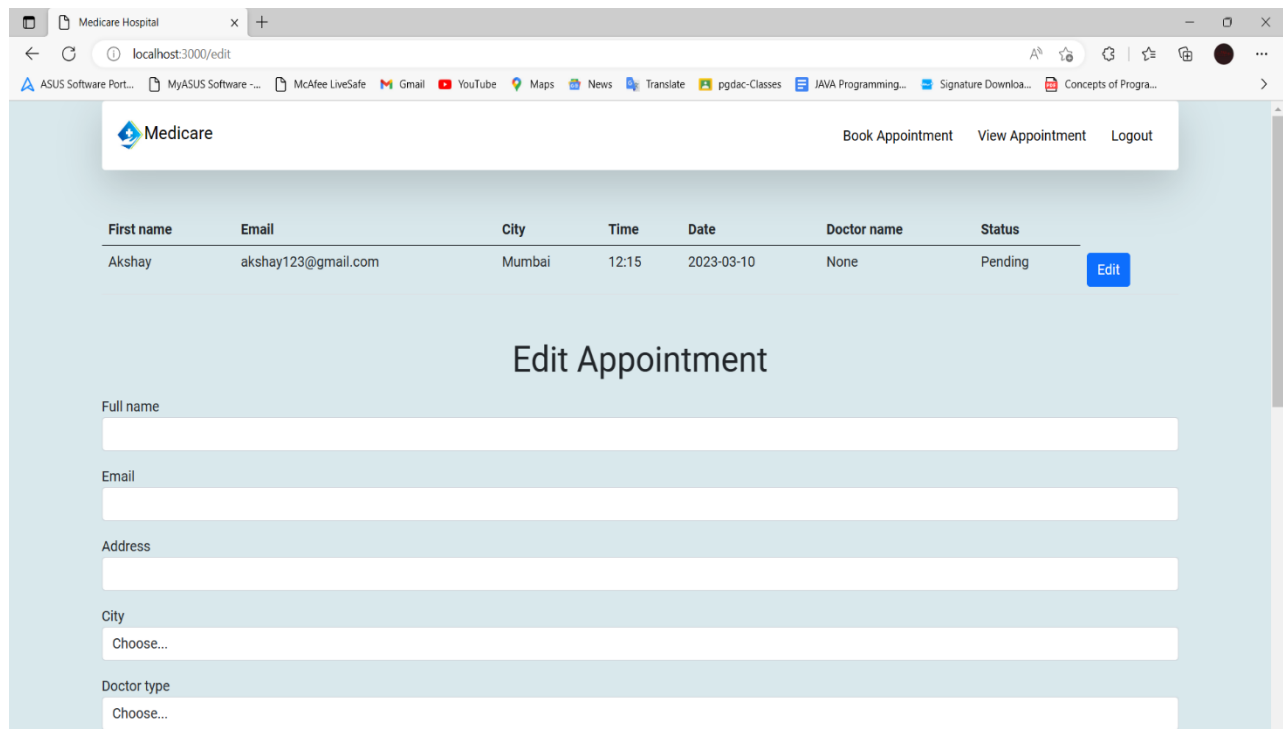 Medicare Hospital
localhost:3000/edit
ASUS Software Port... MyASUS Software -... McAfee LiveSafe Gmail YouTube Maps News Translate pgdac-Classes JAVA Programming... Signature Downloa... Concepts of Progra...
Medicare Book Appointment View Appointment Logout
First name Email City Time Date Doctor name Status
Akshay akshay123@gmail.com Mumbai 12:15 2023-03-10 None Pending Edit
Edit Appointment
Full name
Email
Address
City
Choose...
Doctor type
Choose...